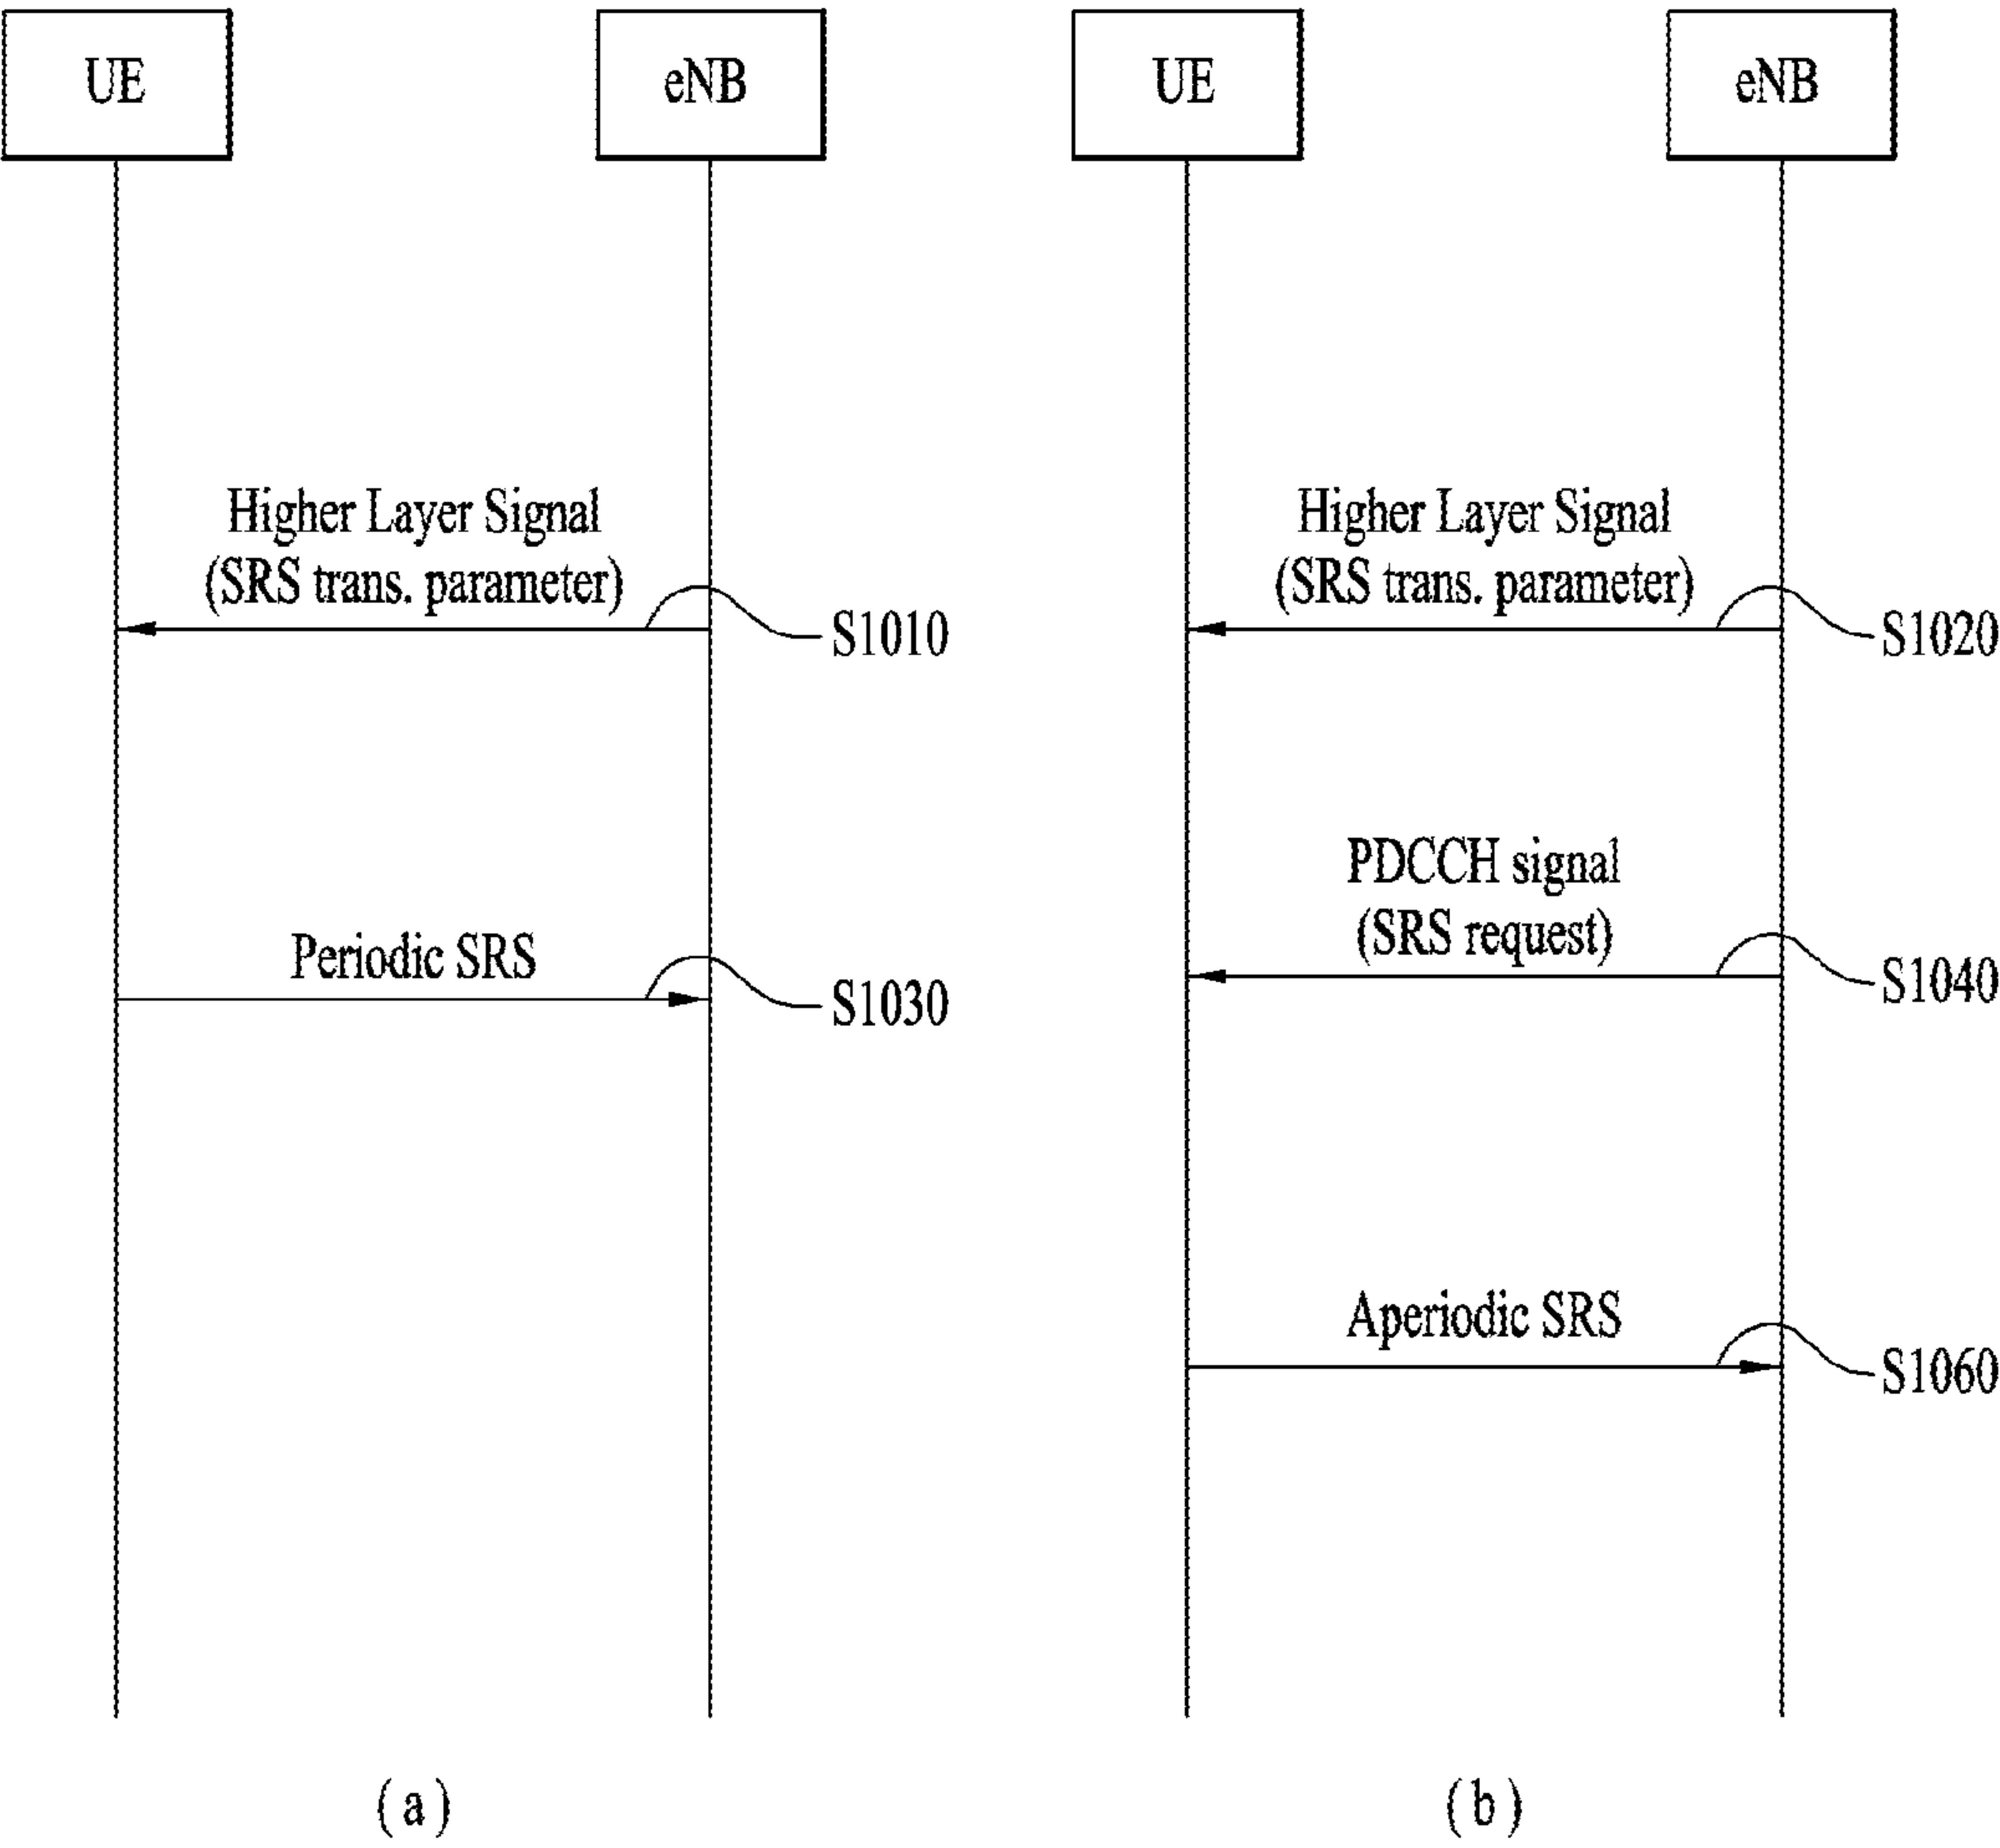 UE
eNB
Higher Layer Signal
(SRS trans. parameter)
S1010
Periodic SRS
S1030
(a)
UE
eNB
Higher Layer Signal
(SRS trans. parameter)
S1020
PDCCH signal
(SRS request)
S1040
Aperiodic SRS
S1060
(b)